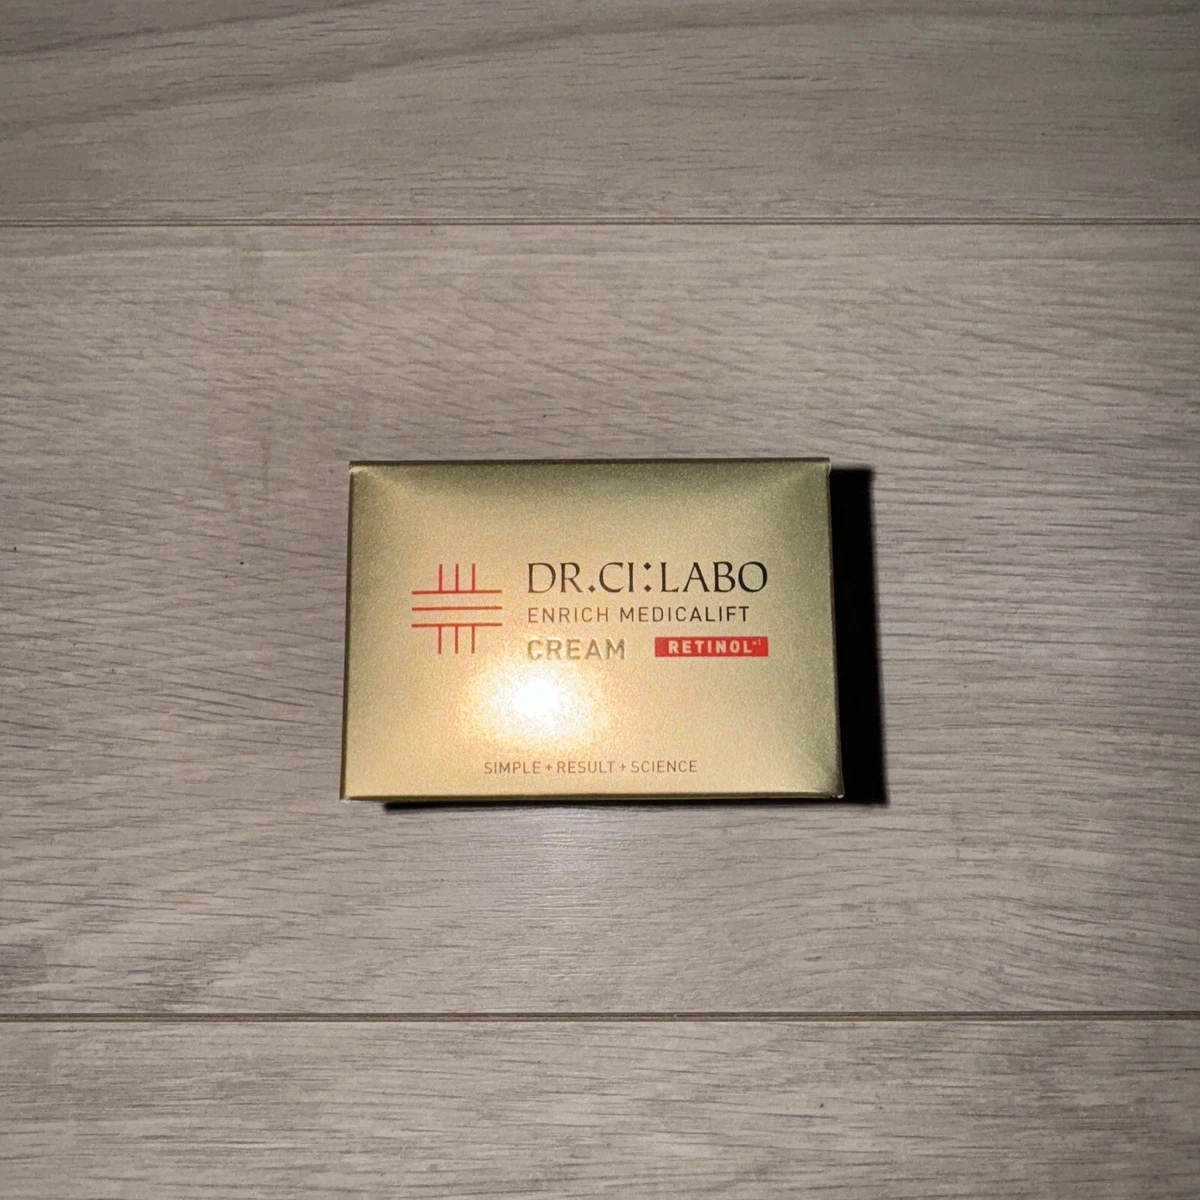 DR.CI:LABO
ENRICH MEDICALIFT
CREAM RETINOL*1
SIMPLE + RESULT + SCIENCE